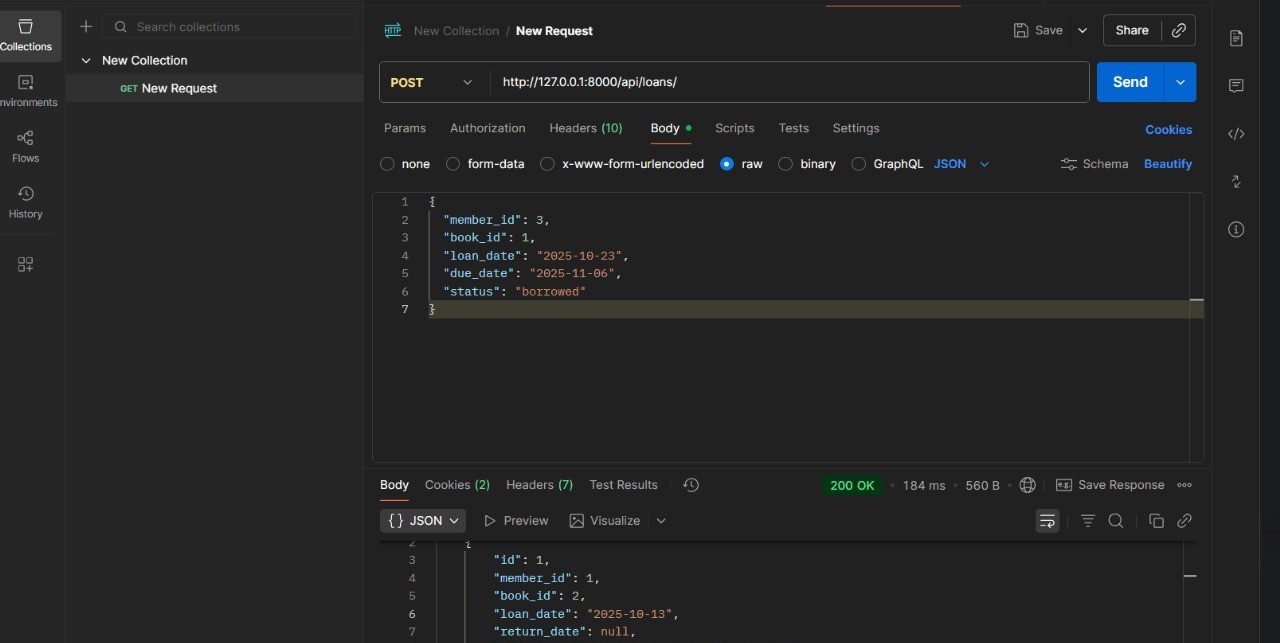 Collections
nvironments
Flows
History
Search collections
New Collection
GET New Request
HTTP New Collection / New Request
Save
Share
POST
http://127.0.0.1:8000/api/loans/
Send
Params Authorization Headers (10) Body Scripts Tests Settings Cookies
none form-data x-www-form-urlencoded raw binary GraphQL JSON Schema Beautify
1 {
2 "member_id": 3,
3 "book_id": 1,
4 "loan_date": "2025-10-23",
5 "due_date": "2025-11-06",
6 "status": "borrowed"
7 }
Body Cookies (2) Headers (7) Test Results 200 OK • 184 ms • 560 B • e.g. Save Response
{} JSON Preview Visualize
2 {
3 "id": 1,
4 "member_id": 1,
5 "book_id": 2,
6 "loan_date": "2025-10-13",
7 "return_date": null,